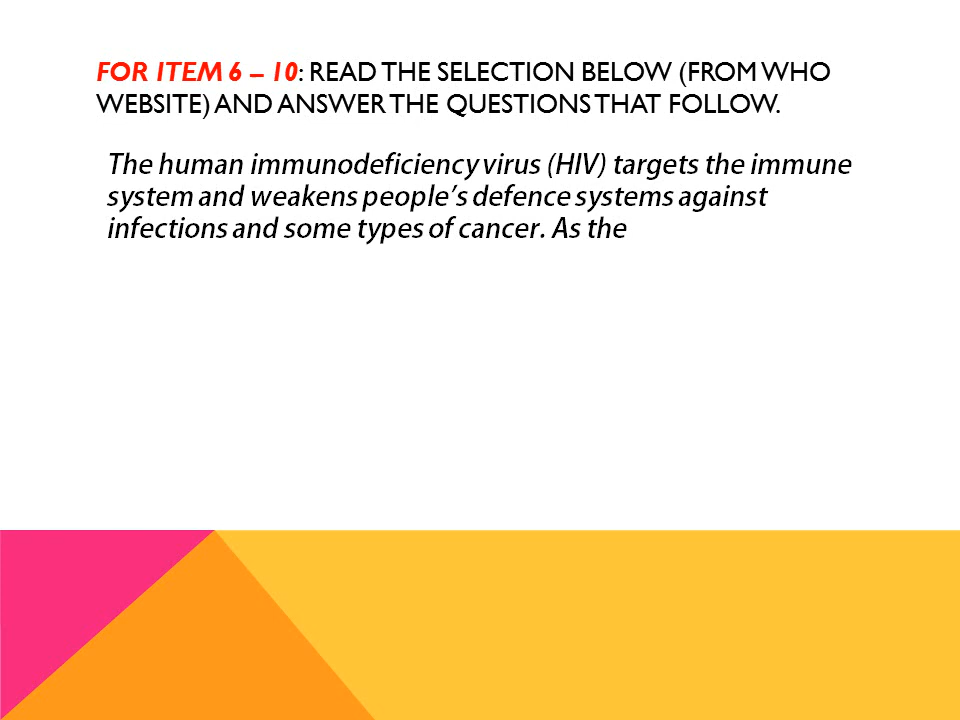 FOR ITEM 6 – 10: READ THE SELECTION BELOW (FROM WHO
WEBSITE) AND ANSWER THE QUESTIONS THAT FOLLOW.
The human immunodeficiency virus (HIV) targets the immune
system and weakens people’s defence systems against
infections and some types of cancer. As the